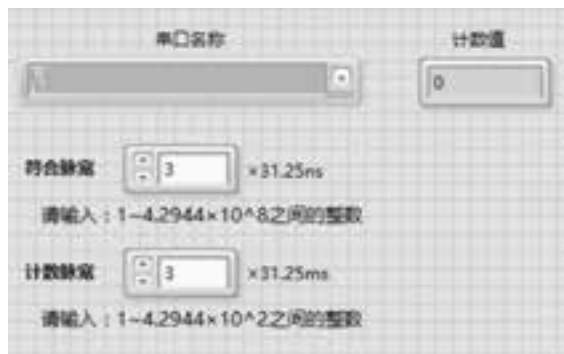 串口名称
计数值
0
符合脉宽
3
×31.25ns
请输入：1~4.2944×10^8之间的整数
计数脉宽
3
×31.25ms
请输入：1~4.2944×10^2之间的整数